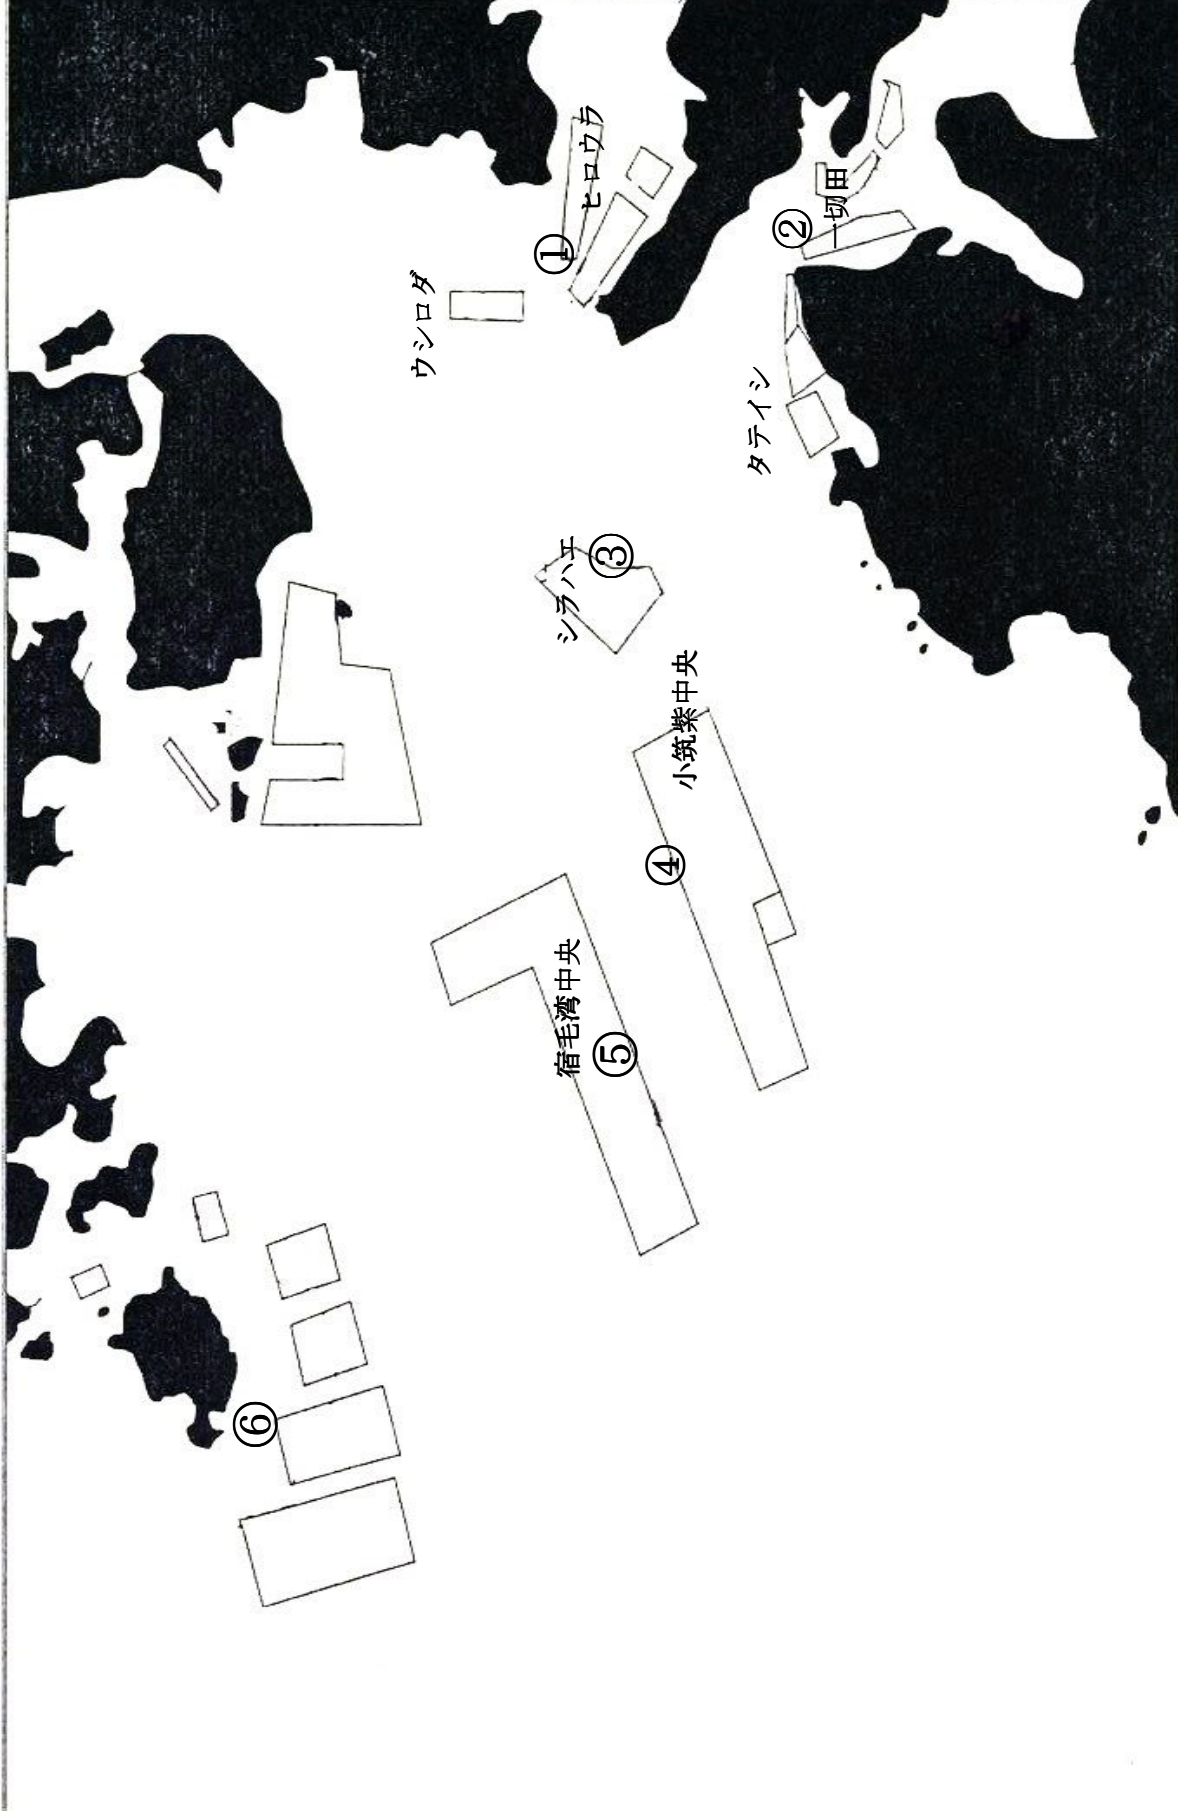 ヒロウラ
①
ウシロダ
②
一切田
タテイシ
シラハエ
③
小筑紫中央
④
宿毛湾中央
⑤
⑥